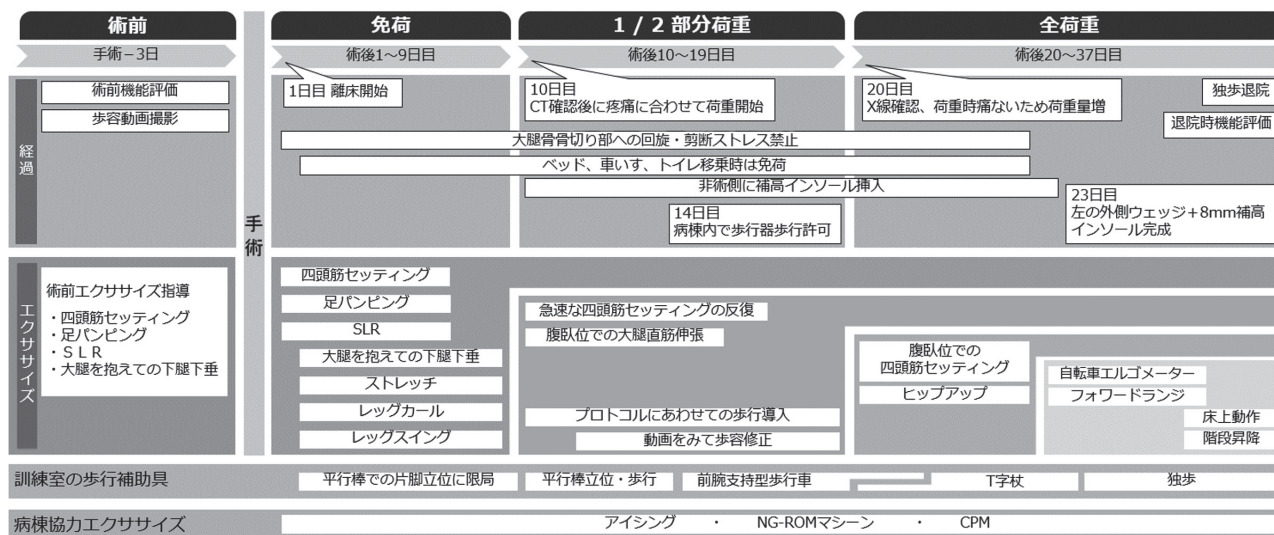 術前
免荷
1 / 2 部分荷重
全荷重
手術－3日
術後1～9日目
術後10～19日目
術後20～37日目
経過
術前機能評価
歩容動画撮影
手術
1日目 離床開始
10日目
CT確認後に疼痛に合わせて荷重開始
20日目
X線確認、荷重時痛ないため荷重量増
独歩退院
退院時機能評価
大腿骨骨切り部への回旋・剪断ストレス禁止
ベッド、車いす、トイレ移乗時は免荷
非術側に補高インソール挿入
14日目
病棟内で歩行器歩行許可
23日目
左の外側ウェッジ＋8mm補高
インソール完成
エクササイズ
術前エクササイズ指導
・四頭筋セッティング
・足パンピング
・ＳＬＲ
・大腿を抱えての下腿下垂
四頭筋セッティング
足パンピング
SLR
大腿を抱えての下腿下垂
ストレッチ
レッグカール
レッグスイング
急速な四頭筋セッティングの反復
腹臥位での大腿直筋伸張
プロトコルにあわせての歩行導入
動画をみて歩容修正
腹臥位での
四頭筋セッティング
ヒップアップ
自転車エルゴメーター
フォワードランジ
床上動作
階段昇降
訓練室の歩行補助具
平行棒での片脚立位に限局
平行棒立位・歩行
前腕支持型歩行車
T字杖
独歩
病棟協力エクササイズ
アイシング ・ NG-ROMマシーン ・ CPM